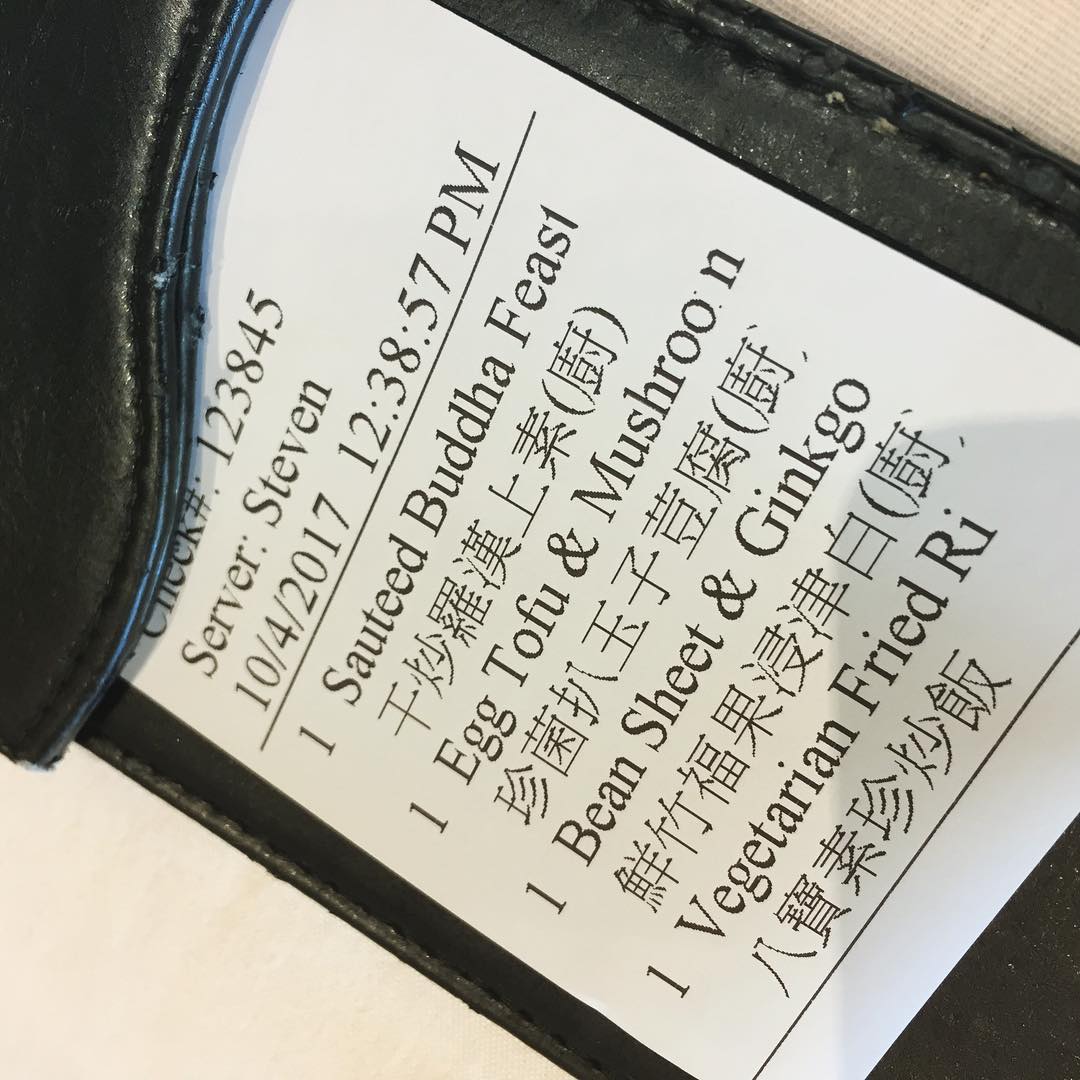 Check#: 123845
Server: Steven
10/4/2017 12:38:57 PM
1 Sauteed Buddha Feast
干炒羅漢上素(廚)
1 Egg Tofu & Mushroom
珍菌扒玉子荳腐(廚)
1 Bean Sheet & Ginkgo
鮮竹福果浸津白(廚)
1 Vegetarian Fried Ri
八寶素珍炒飯